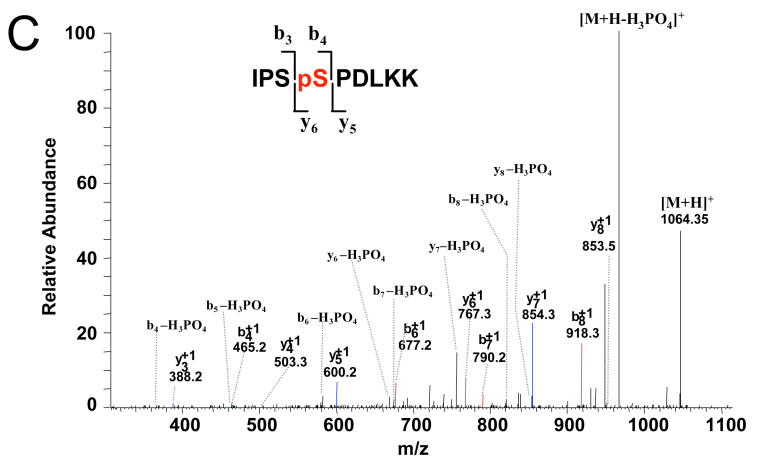 C
[M+H-H₃PO₄]⁺
b₃ b₄
IPSpSPDLKK
y₆ y₅
Relative Abundance
100
80
60
40
20
0
y₈–H₃PO₄
b₈–H₃PO₄
[M+H]⁺
1064.35
y₈⁺¹
853.5
y₇–H₃PO₄
y₆–H₃PO₄
b₇–H₃PO₄
y₆⁺¹
767.3
y₇⁺¹
854.3
b₈⁺¹
918.3
b₅–H₃PO₄
b₆–H₃PO₄
b₄–H₃PO₄
b₄⁺¹
465.2
b₆⁺¹
677.2
b₇⁺¹
790.2
y₄⁺¹
503.3
y₃⁺¹
388.2
y₅⁺¹
600.2
400 500 600 700 800 900 1000 1100
m/z